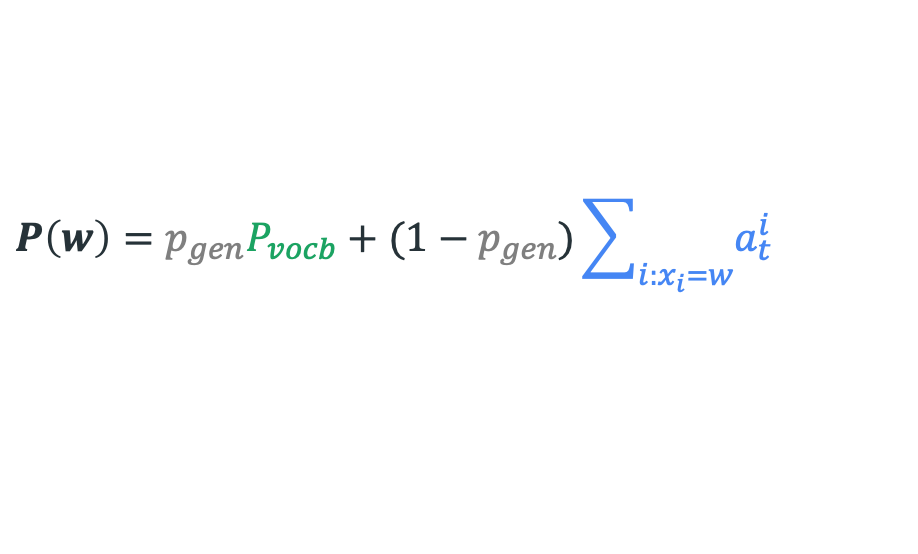 P(w) = p_gen P_vocb + (1 − p_gen) ∑_{i:x_i=w} a_t^i